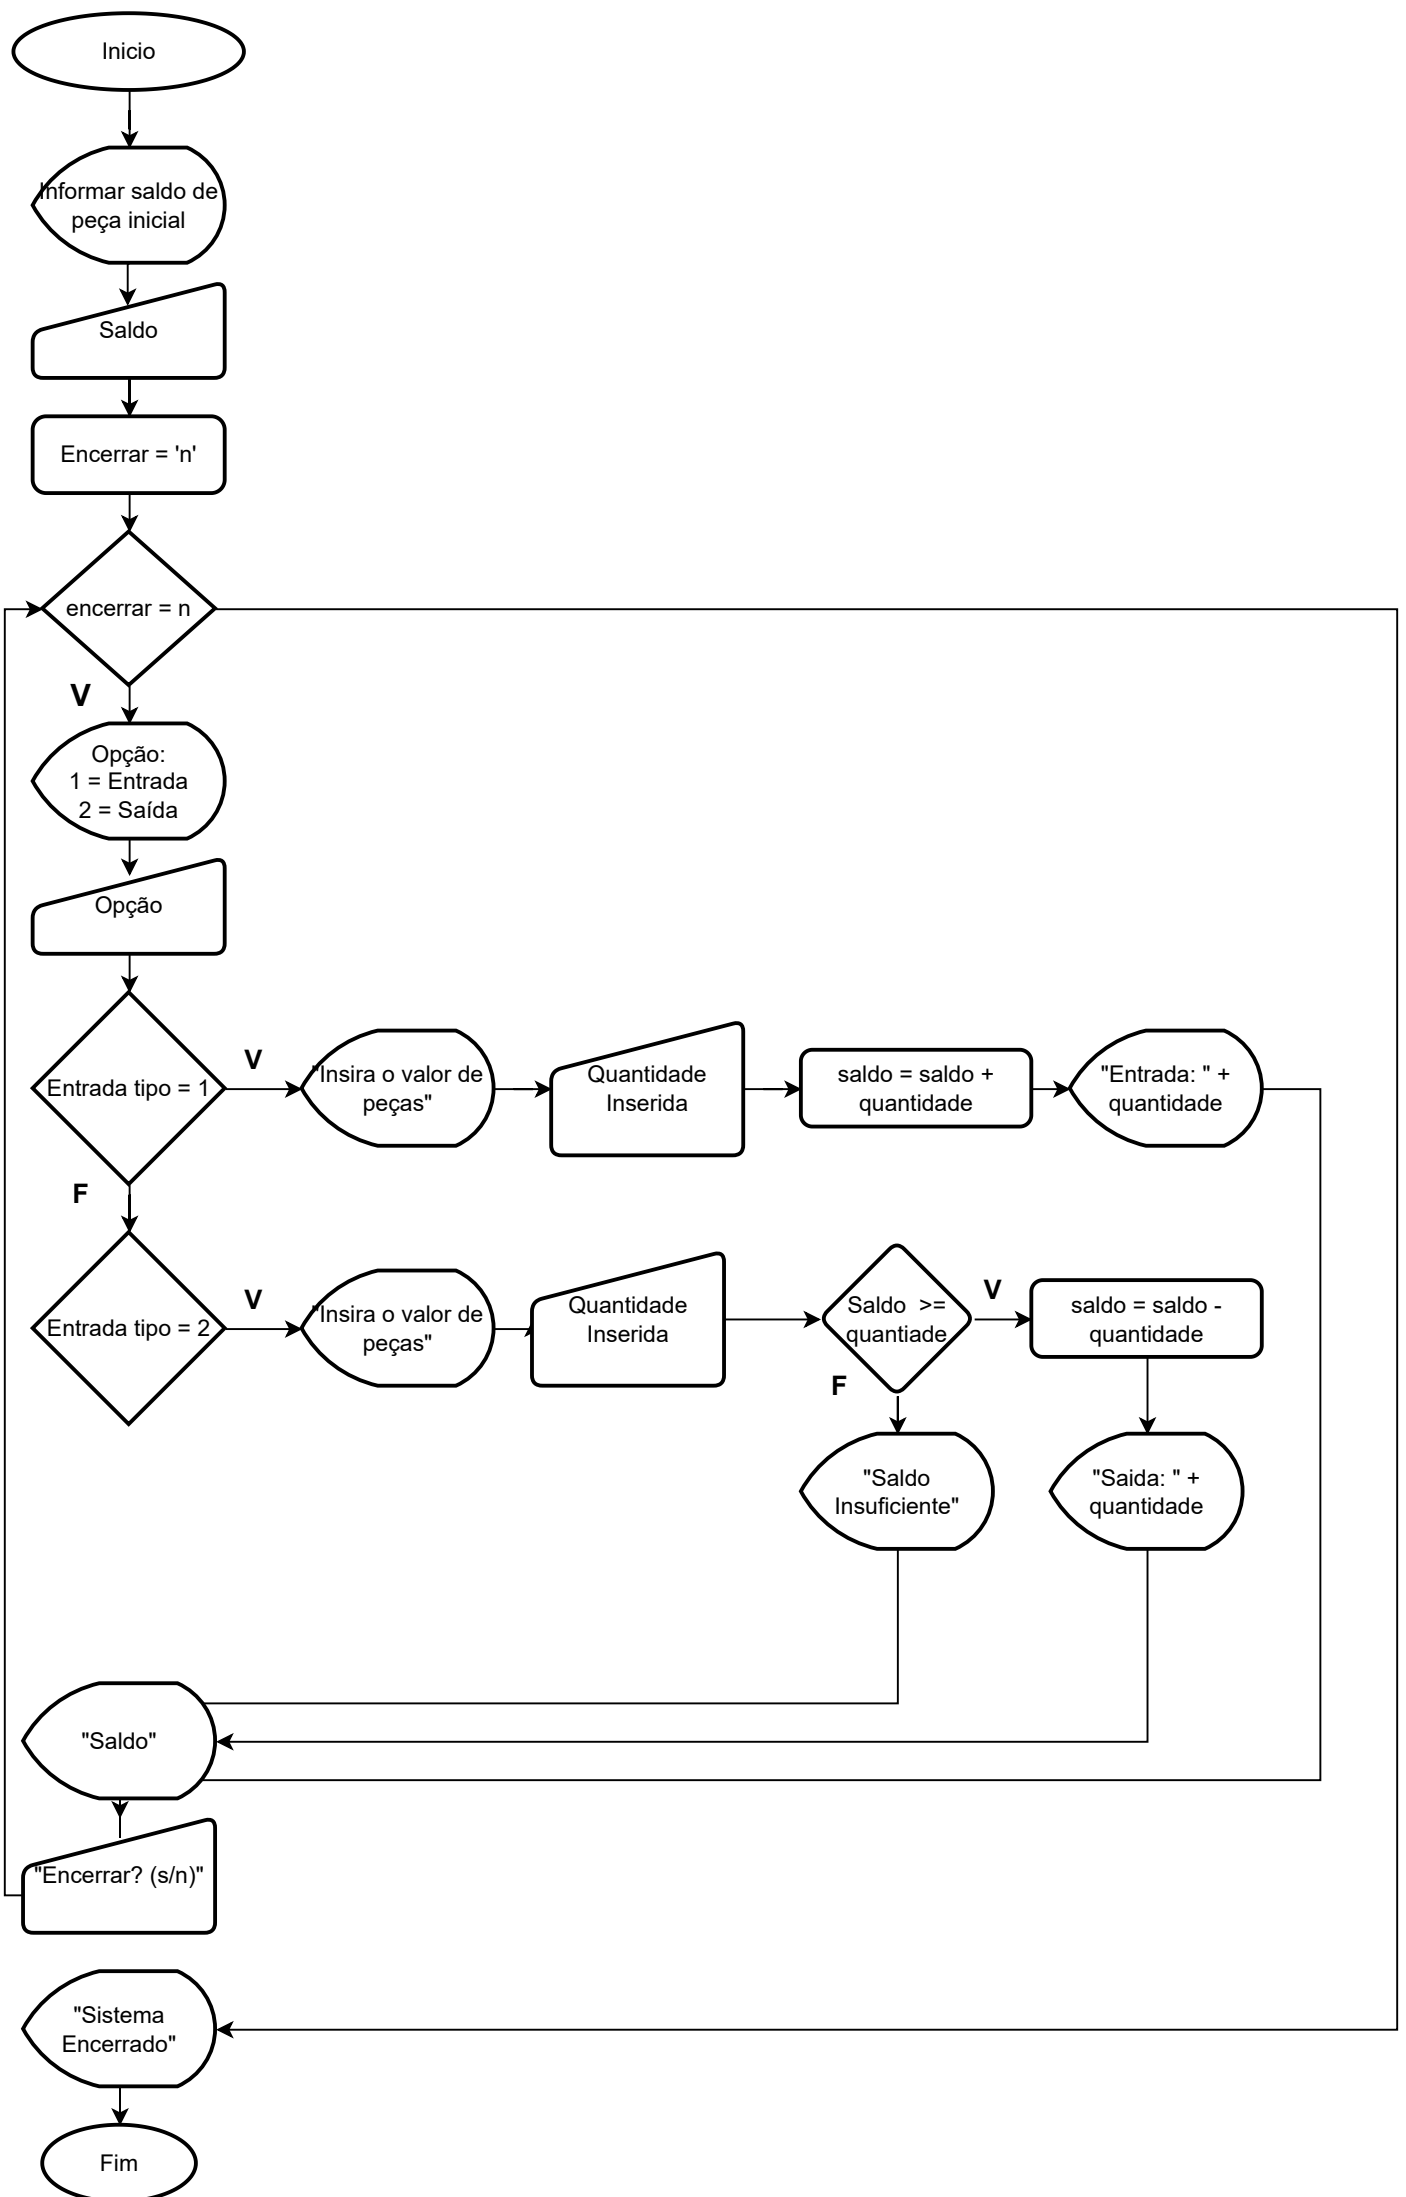 Inicio
Informar saldo de
peça inicial
Saldo
Encerrar = 'n'
encerrar = n
V
Opção:
1 = Entrada
2 = Saída
Opção
Entrada tipo = 1
V
"Insira o valor de
peças"
Quantidade
Inserida
saldo = saldo +
quantidade
"Entrada: " +
quantidade
F
Entrada tipo = 2
V
"Insira o valor de
peças"
Quantidade
Inserida
Saldo  >=
quantiade
V
saldo = saldo -
quantidade
F
"Saldo
Insuficiente"
"Saida: " +
quantidade
"Saldo"
"Encerrar? (s/n)"
"Sistema
Encerrado"
Fim